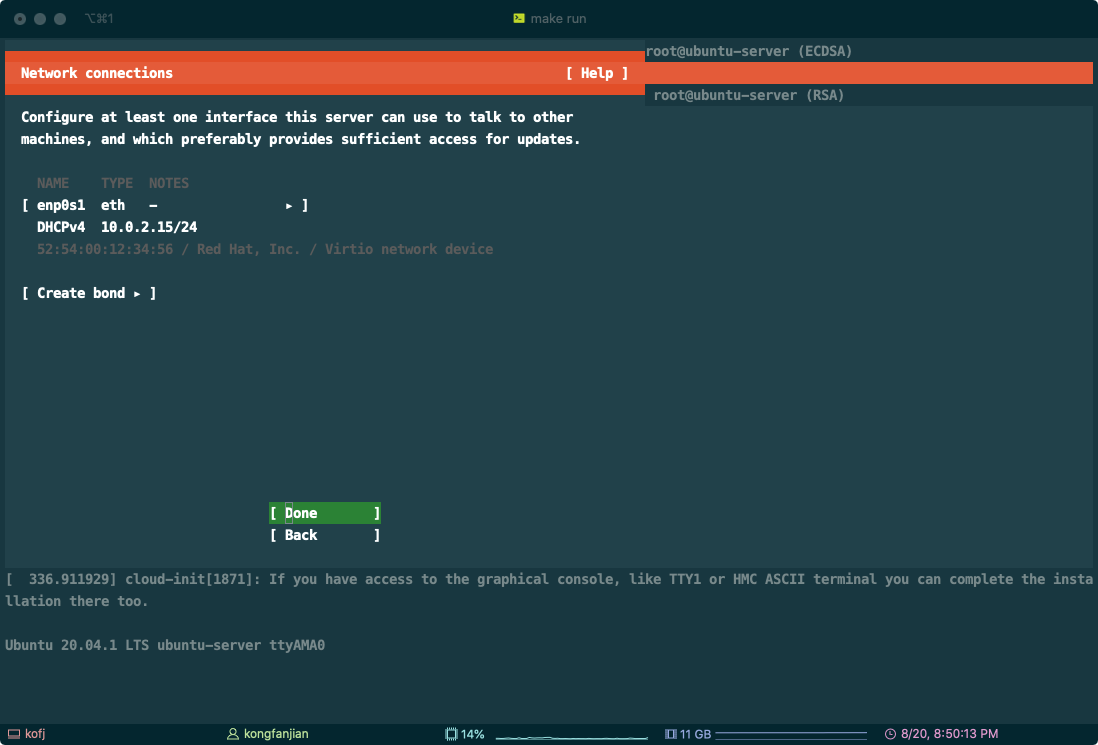 ⌥⌘1
make run
root@ubuntu-server (ECDSA)
Network connections [ Help ]
root@ubuntu-server (RSA)
Configure at least one interface this server can use to talk to other
machines, and which preferably provides sufficient access for updates.
NAME TYPE NOTES
[ enp0s1 eth - ▸ ]
DHCPv4 10.0.2.15/24
52:54:00:12:34:56 / Red Hat, Inc. / Virtio network device
[ Create bond ▸ ]
[ Done ]
[ Back ]
[ 336.911929] cloud-init[1871]: If you have access to the graphical console, like TTY1 or HMC ASCII terminal you can complete the insta
llation there too.
Ubuntu 20.04.1 LTS ubuntu-server ttyAMA0
kofj kongfanjian 14% 11 GB 8/20, 8:50:13 PM